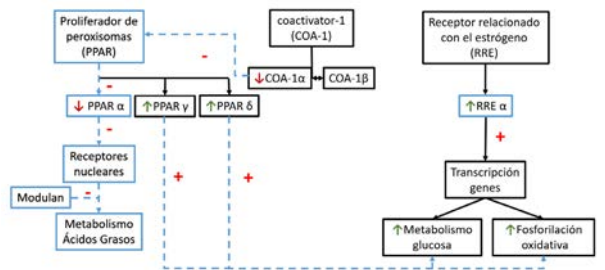 Proliferador de
peroxisomas
(PPAR)
coactivator-1
(COA-1)
Receptor relacionado
con el estrógeno
(RRE)
-
↓COA-1α
COA-1β
-
↓ PPAR α
↑PPAR γ
↑PPAR δ
↑RRE α
-
+
Receptores
nucleares
+
+
Transcripción
genes
Modulan
-
Metabolismo
Ácidos Grasos
↑Metabolismo
glucosa
↑Fosforilación
oxidativa